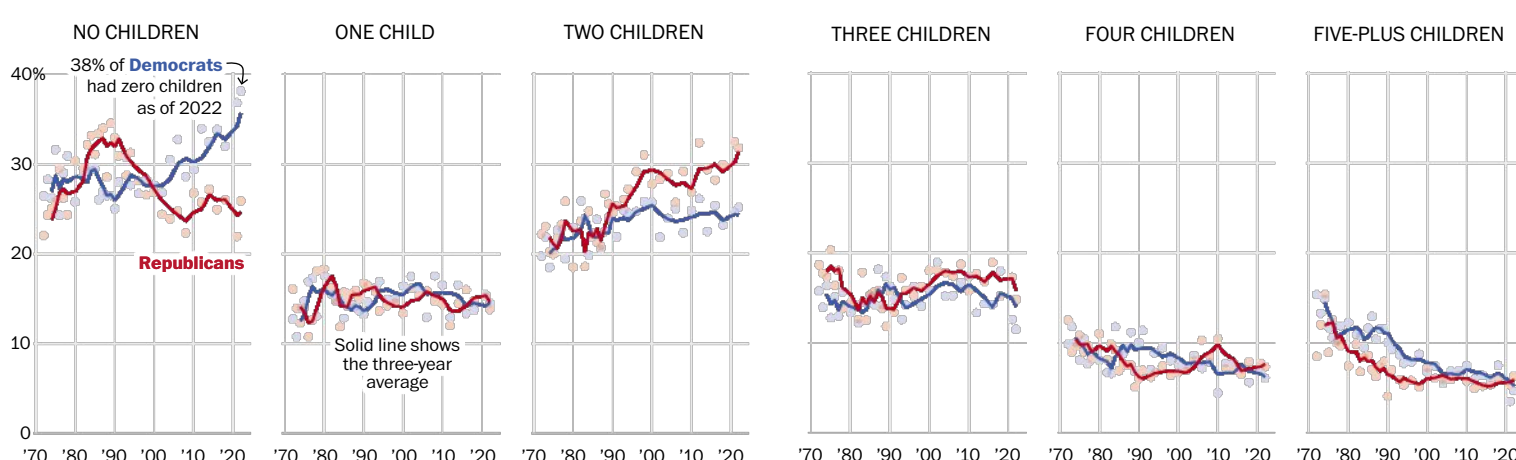 NO CHILDREN
ONE CHILD
TWO CHILDREN
THREE CHILDREN
FOUR CHILDREN
FIVE-PLUS CHILDREN
38% of Democrats
had zero children
as of 2022
40%
30
20
10
0
Republicans
Solid line shows
the three-year
average
'70 '80 '90 '00 '10 '20
'70 '80 '90 '00 '10 '20
'70 '80 '90 '00 '10 '20
'70 '80 '90 '00 '10 '20
'70 '80 '90 '00 '10 '20
'70 '80 '90 '00 '10 '20